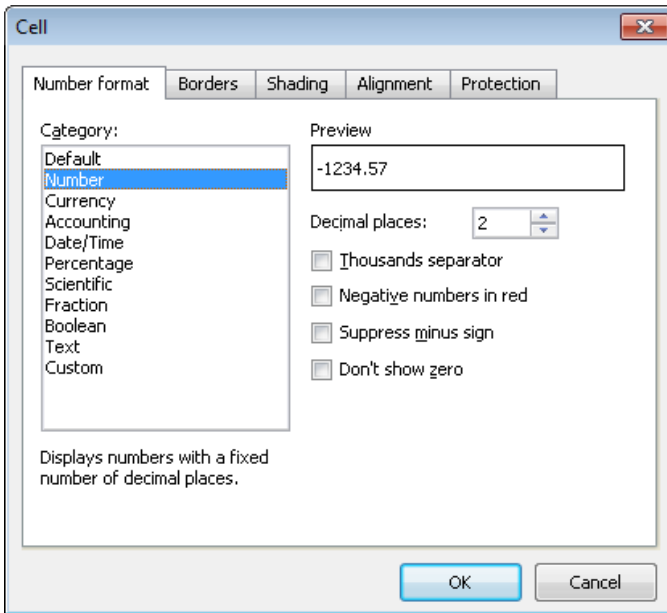 Cell
Number format Borders Shading Alignment Protection
Category:
Default
Number
Currency
Accounting
Date/Time
Percentage
Scientific
Fraction
Boolean
Text
Custom
Displays numbers with a fixed
number of decimal places.
Preview
-1234.57
Decimal places: 2
Thousands separator
Negative numbers in red
Suppress minus sign
Don't show zero
OK Cancel